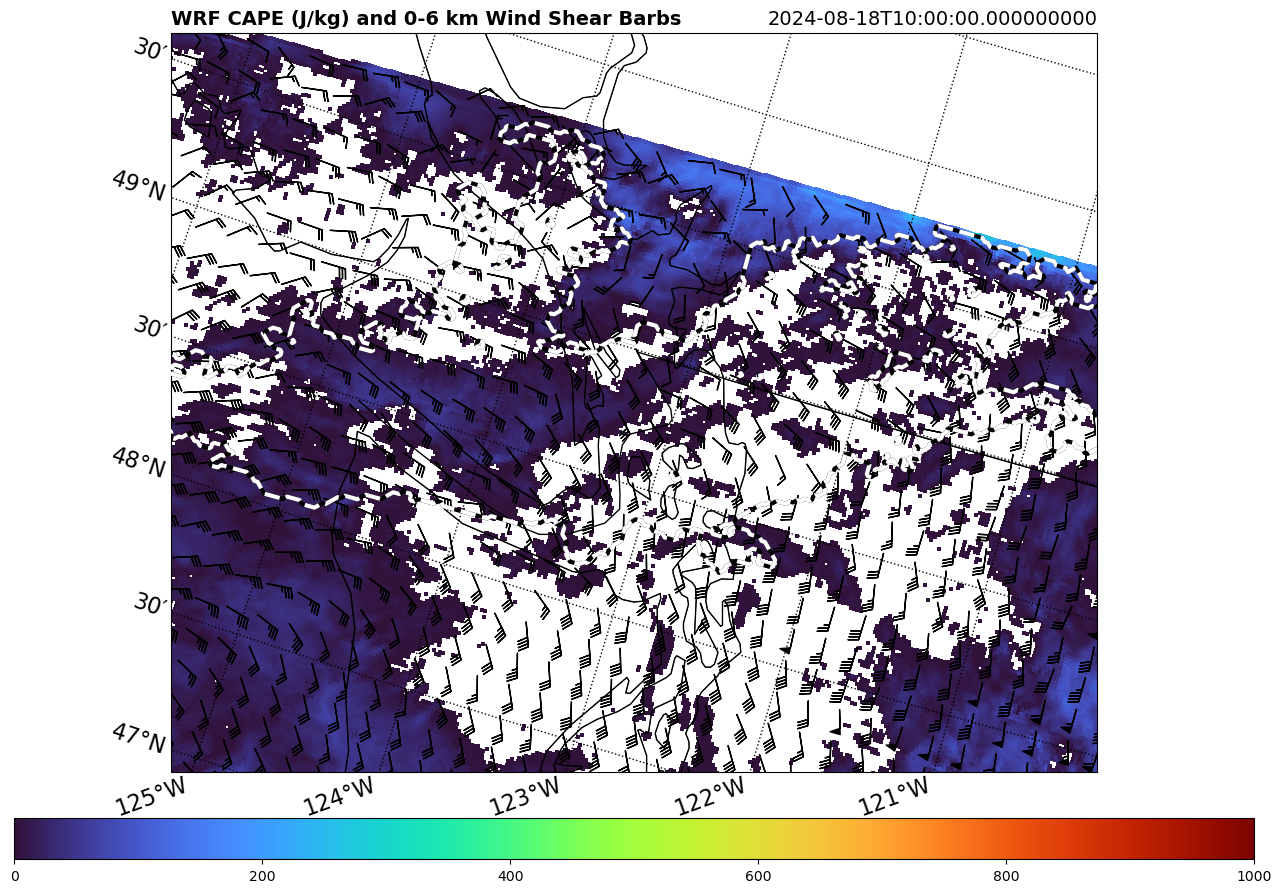 WRF CAPE (J/kg) and 0-6 km Wind Shear Barbs 2024-08-18T10:00:00.000000000
30′
49°N
30′
48°N
30′
47°N
125°W 124°W 123°W 122°W 121°W
0 200 400 600 800 1000